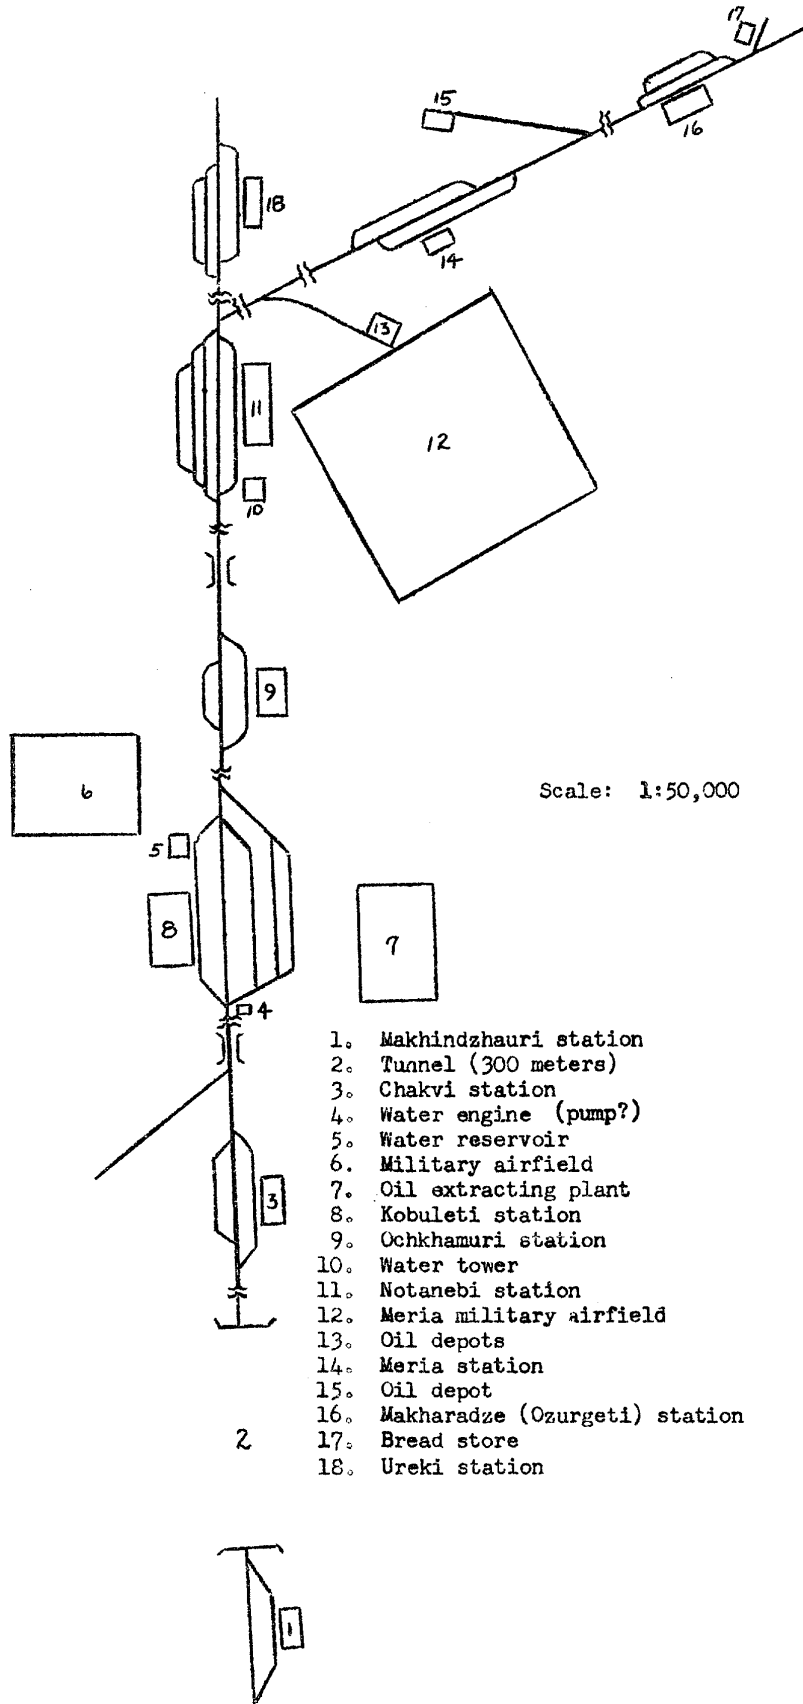 17
15
16
18
14
13
11
12
10
9
6
Scale: 1:50,000
5
8
7
4
3
1. Makhindzhauri station
2. Tunnel (300 meters)
3. Chakvi station
4. Water engine (pump?)
5. Water reservoir
6. Military airfield
7. Oil extracting plant
8. Kobuleti station
9. Ochkhamuri station
10. Water tower
11. Notanebi station
12. Meria military airfield
13. Oil depots
14. Meria station
15. Oil depot
16. Makharadze (Ozurgeti) station
17. Bread store
18. Ureki station
2
1